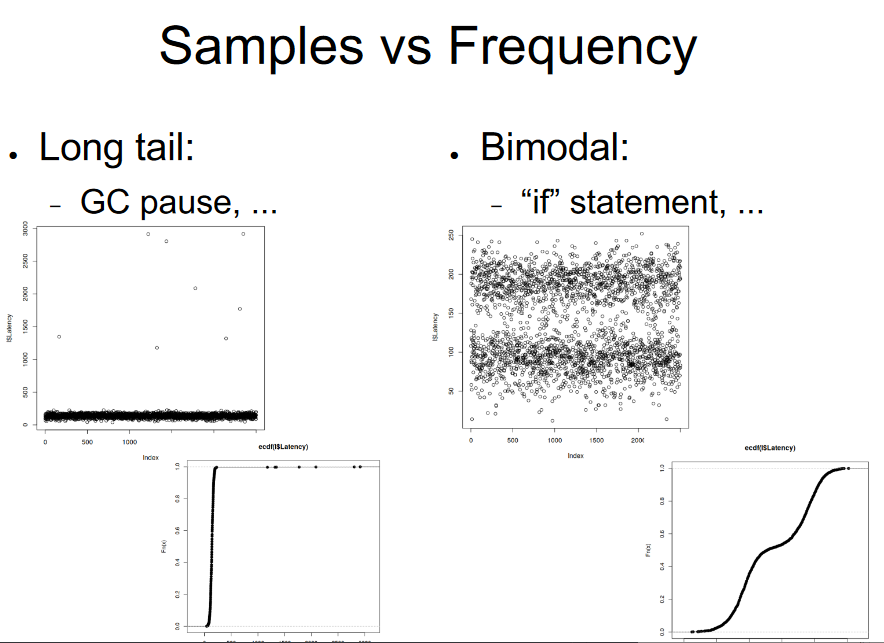 Samples vs Frequency
• Long tail:
– GC pause, ...
3000
2500
2000
1500
1000
500
0
l$Latency
0 500 1000
Index
ecdf(l$Latency)
1.0
0.8
0.6
0.4
0.2
0.0
Fn(x)
• Bimodal:
– “if” statement, ...
250
200
150
100
50
l$Latency
0 500 1000 1500 2000
Index
ecdf(l$Latency)
1.0
0.8
0.6
0.4
0.2
0.0
Fn(x)